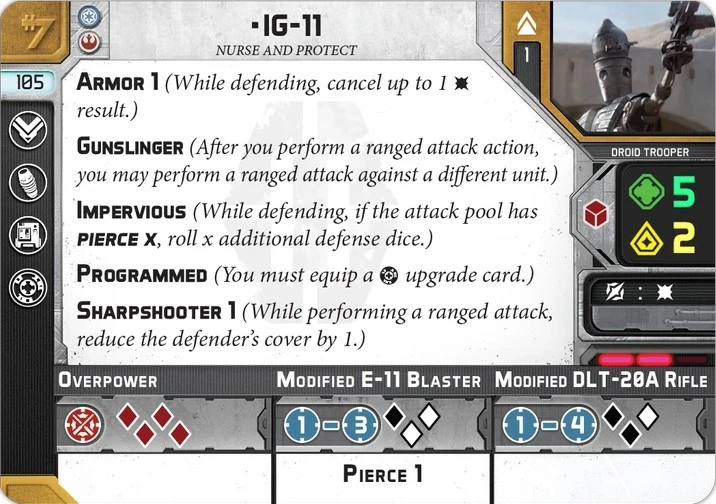 7
•IG-11
NURSE AND PROTECT
1
105
ARMOR 1 (While defending, cancel up to 1
result.)
GUNSLINGER (After you perform a ranged attack action,
you may perform a ranged attack against a different unit.)
IMPERVIOUS (While defending, if the attack pool has
PIERCE X, roll x additional defense dice.)
PROGRAMMED (You must equip a upgrade card.)
SHARPSHOOTER 1 (While performing a ranged attack,
reduce the defender's cover by 1.)
DROID TROOPER
5
2
:
OVERPOWER
MODIFIED E-11 BLASTER
1-3
PIERCE 1
MODIFIED DLT-20A RIFLE
1-4